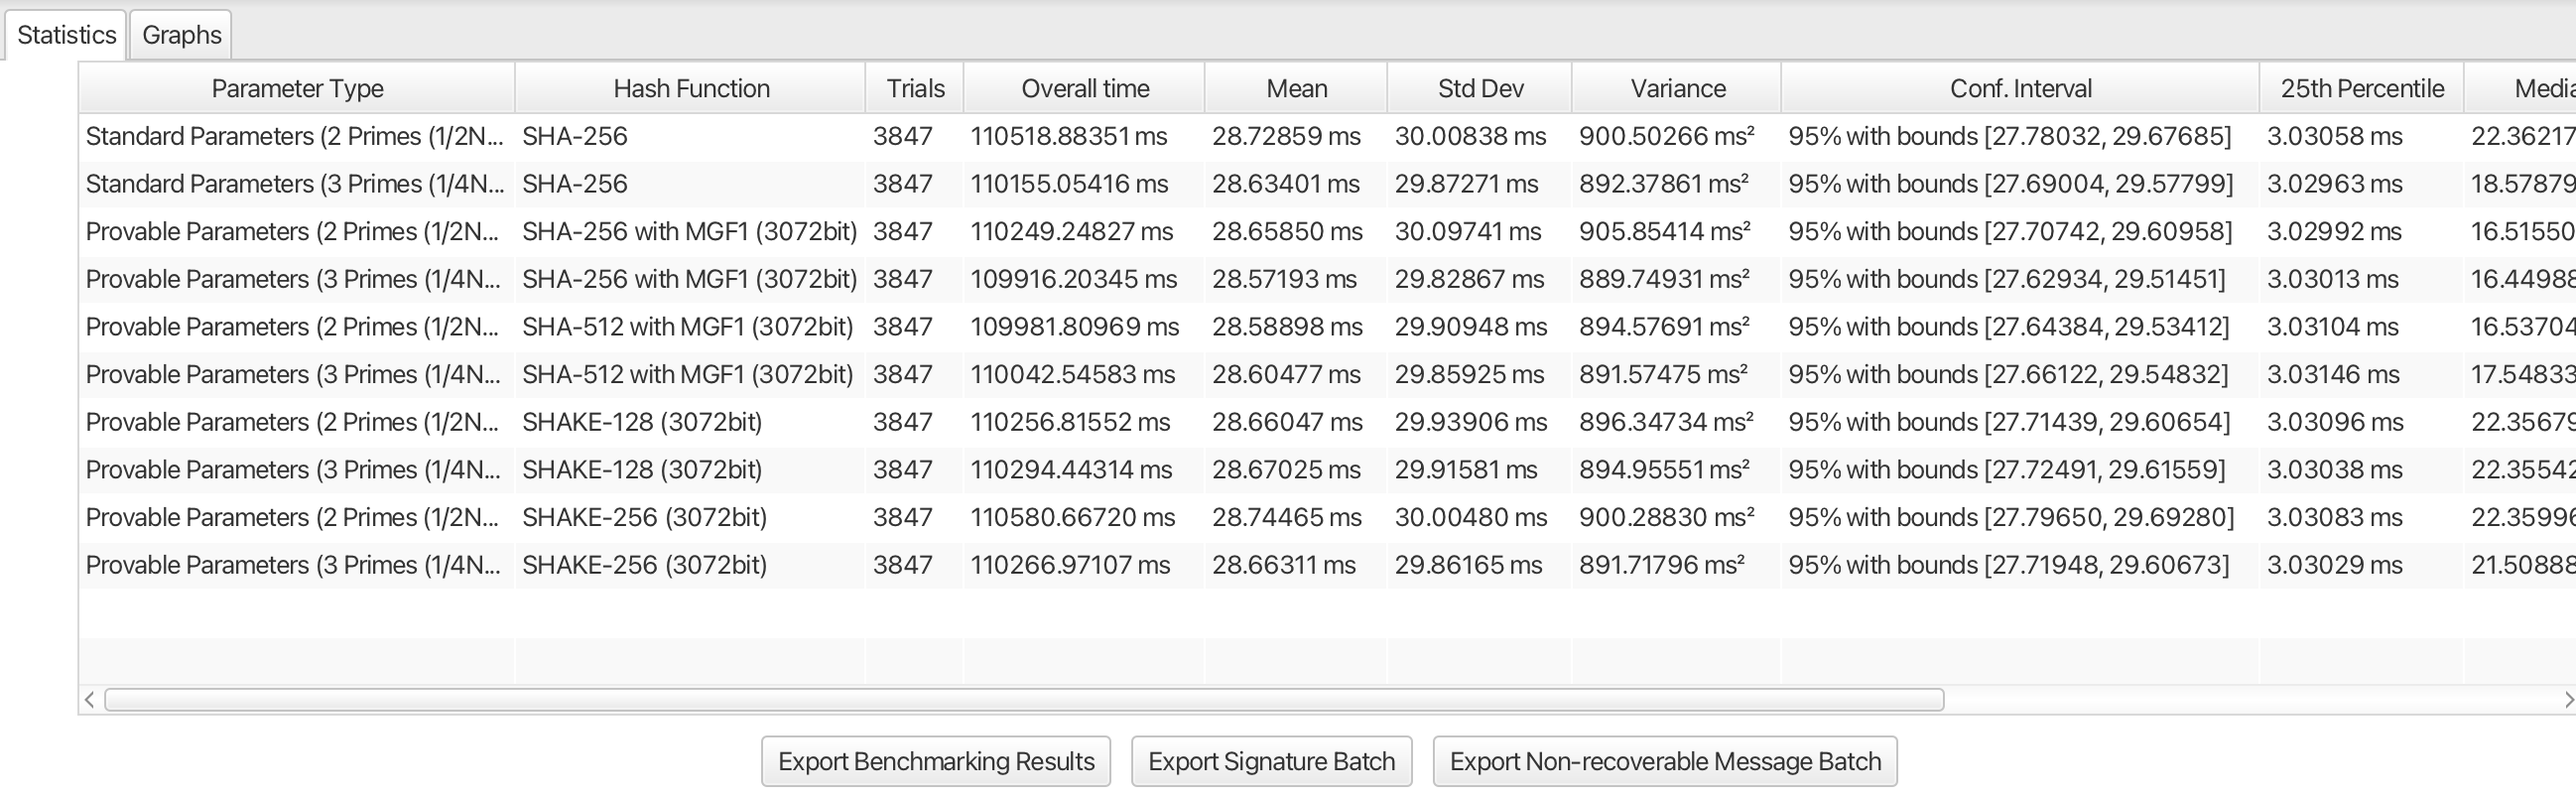 Statistics Graphs
Parameter Type Hash Function Trials Overall time Mean Std Dev Variance Conf. Interval 25th Percentile Media
Standard Parameters (2 Primes (1/2N... SHA-256 3847 110518.88351 ms 28.72859 ms 30.00838 ms 900.50266 ms² 95% with bounds [27.78032, 29.67685] 3.03058 ms 22.36217
Standard Parameters (3 Primes (1/4N... SHA-256 3847 110155.05416 ms 28.63401 ms 29.87271 ms 892.37861 ms² 95% with bounds [27.69004, 29.57799] 3.02963 ms 18.57879
Provable Parameters (2 Primes (1/2N... SHA-256 with MGF1 (3072bit) 3847 110249.24827 ms 28.65850 ms 30.09741 ms 905.85414 ms² 95% with bounds [27.70742, 29.60958] 3.02992 ms 16.51550
Provable Parameters (3 Primes (1/4N... SHA-256 with MGF1 (3072bit) 3847 109916.20345 ms 28.57193 ms 29.82867 ms 889.74931 ms² 95% with bounds [27.62934, 29.51451] 3.03013 ms 16.44988
Provable Parameters (2 Primes (1/2N... SHA-512 with MGF1 (3072bit) 3847 109981.80969 ms 28.58898 ms 29.90948 ms 894.57691 ms² 95% with bounds [27.64384, 29.53412] 3.03104 ms 16.53704
Provable Parameters (3 Primes (1/4N... SHA-512 with MGF1 (3072bit) 3847 110042.54583 ms 28.60477 ms 29.85925 ms 891.57475 ms² 95% with bounds [27.66122, 29.54832] 3.03146 ms 17.54833
Provable Parameters (2 Primes (1/2N... SHAKE-128 (3072bit) 3847 110256.81552 ms 28.66047 ms 29.93906 ms 896.34734 ms² 95% with bounds [27.71439, 29.60654] 3.03096 ms 22.35679
Provable Parameters (3 Primes (1/4N... SHAKE-128 (3072bit) 3847 110294.44314 ms 28.67025 ms 29.91581 ms 894.95551 ms² 95% with bounds [27.72491, 29.61559] 3.03038 ms 22.35542
Provable Parameters (2 Primes (1/2N... SHAKE-256 (3072bit) 3847 110580.66720 ms 28.74465 ms 30.00480 ms 900.28830 ms² 95% with bounds [27.79650, 29.69280] 3.03083 ms 22.35996
Provable Parameters (3 Primes (1/4N... SHAKE-256 (3072bit) 3847 110266.97107 ms 28.66311 ms 29.86165 ms 891.71796 ms² 95% with bounds [27.71948, 29.60673] 3.03029 ms 21.50888
Export Benchmarking Results Export Signature Batch Export Non-recoverable Message Batch